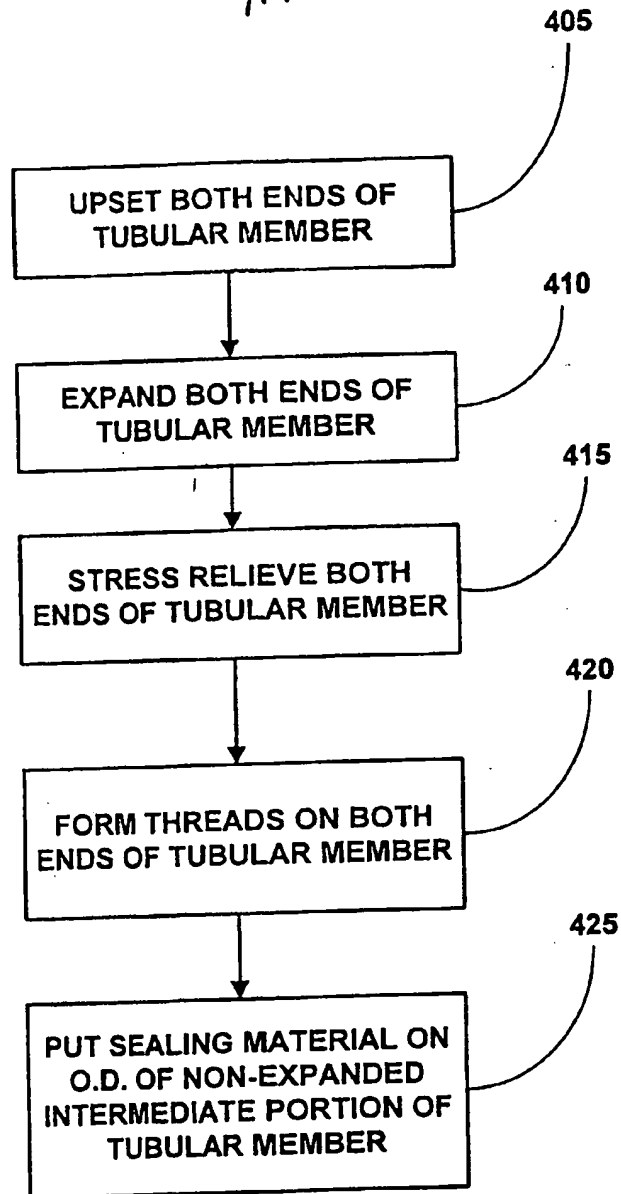 405
UPSET BOTH ENDS OF
TUBULAR MEMBER
410
EXPAND BOTH ENDS OF
TUBULAR MEMBER
415
STRESS RELIEVE BOTH
ENDS OF TUBULAR MEMBER
420
FORM THREADS ON BOTH
ENDS OF TUBULAR MEMBER
425
PUT SEALING MATERIAL ON
O.D. OF NON-EXPANDED
INTERMEDIATE PORTION OF
TUBULAR MEMBER